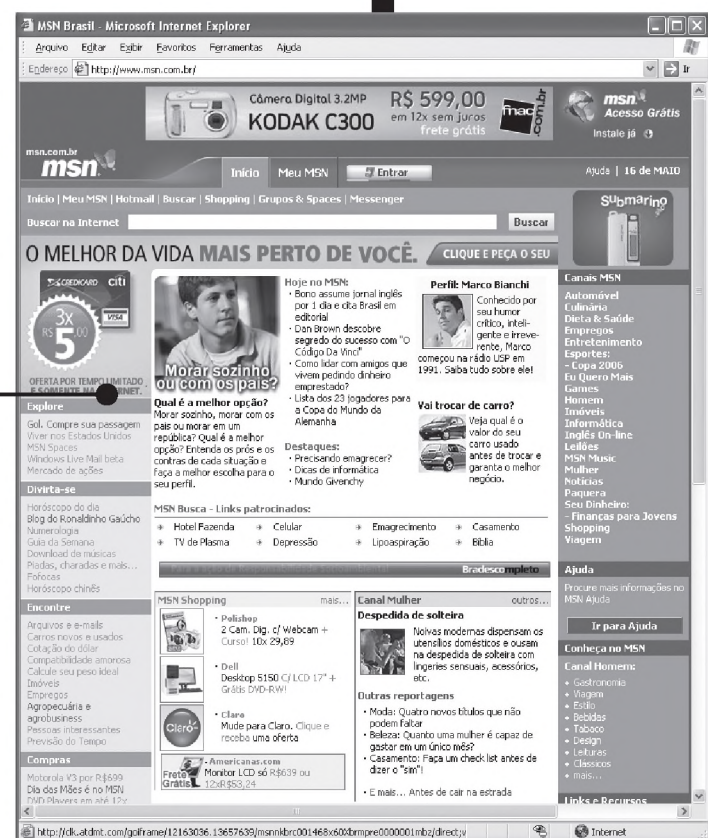 MSN Brasil - Microsoft Internet Explorer
Arquivo Editar Exibir Favoritos Ferramentas Ajuda
Endereço http://www.msn.com.br/ Ir
Câmera Digital 3.2MP
KODAK C300
R$ 599,00
em 12x sem juros
frete grátis
fnac.com.br
msn
Acesso Grátis
Instale já
msn.com.br
msn
Início Meu MSN Entrar
Ajuda | 16 de MAIO
Início | Meu MSN | Hotmail | Buscar | Shopping | Grupos & Spaces | Messenger
Buscar na Internet Buscar
Submarino
O MELHOR DA VIDA MAIS PERTO DE VOCÊ. CLIQUE E PEÇA O SEU
CREDICARD citi
VISA
3x
R$ 5,00
OFERTA POR TEMPO LIMITADO
E SOMENTE NA INTERNET.
Explore
Gol. Compre sua passagem
Viver nos Estados Unidos
MSN Spaces
Windows Live Mail beta
Mercado de ações
Divirta-se
Horóscopo do dia
Blog do Ronaldinho Gaúcho
Numerologia
Guia da Semana
Download de músicas
Piadas, charadas e mais...
Fofocas
Horóscopo chinês
Encontre
Arquivos e e-mails
Carros novos e usados
Cotação do dólar
Compatibilidade amorosa
Calcule seu peso ideal
Imóveis
Empregos
Agropecuária e
agrobusiness
Pessoas interessantes
Previsão do Tempo
Compras
Motorola V3 por R$699
Dia das Mães é no MSN
DVD Players em até 12x
Morar sozinho
ou com os pais?
Qual é a melhor opção?
Morar sozinho, morar com os
pais ou morar em um
república? Qual é a melhor
opção? Entenda os prós e os
contras de cada situação e
faça a melhor escolha para o
seu perfil.
Hoje no MSN:
· Bono assume jornal inglês
por 1 dia e cita Brasil em
editorial
· Dan Brown descobre
segredo do sucesso com "O
Código Da Vinci"
· Como lidar com amigos que
vivem pedindo dinheiro
emprestado?
· Lista dos 23 jogadores para
a Copa do Mundo da
Alemanha
Destaques:
· Precisando emagrecer?
· Dicas de informática
· Mundo Givenchy
Perfil: Marco Bianchi
Conhecido por
seu humor
crítico, inteli-
gente e irreve-
rente, Marco
começou na rádio USP em
1991. Saiba tudo sobre ele!
Vai trocar de carro?
Veja qual é o
valor do seu
carro usado
antes de trocar e
garanta o melhor
negócio.
MSN Busca - Links patrocinados:
Hotel Fazenda Celular Emagrecimento Casamento
TV de Plasma Depressão Lipoaspiração Bíblia
Bradescompleto
MSN Shopping mais...
· Polishop
2 Cam. Dig. c/ Webcam +
Curso! 10x 29,89
· Dell
Desktop 5150 C/ LCD 17" +
Grátis DVD-RW!
Claro
· Claro
Mude para Claro. Clique e
receba uma oferta
Frete
Grátis
- Americanas.com
Monitor LCD só R$639 ou
12xR$53,24
Canal Mulher outros...
Despedida de solteira
Noivas modernas dispensam os
utensílios domésticos e ousam
na despedida de solteira com
lingeries sensuais, acessórios,
etc.
Outras reportagens
· Moda: Quatro novos títulos que não
podem faltar
· Beleza: Quanto uma mulher é capaz de
gastar em um único mês?
· Casamento: Faça um check list antes de
dizer o "sim"!
· E mais... Antes de cair na estrada
Canais MSN
Automóvel
Culinária
Dieta & Saúde
Empregos
Entretenimento
Esportes:
- Copa 2006
Eu Quero Mais
Games
Homem
Imóveis
Informática
Inglês On-line
Leilões
MSN Music
Mulher
Notícias
Paquera
Seu Dinheiro:
- Finanças para Jovens
Shopping
Viagem
Ajuda
Procure mais informações no
MSN Ajuda
Ir para Ajuda
Conheça no MSN
Canal Homem:
Gastronomia
Viagem
Estilo
Bebidas
Tabaco
Design
Leituras
Clássicos
mais...
Links e Recursos
http://clk.atdmt.com/goiframe/12163036.13657639/msnnkbrc001468x60Xbrmpre0000001mbz/direct;v Internet